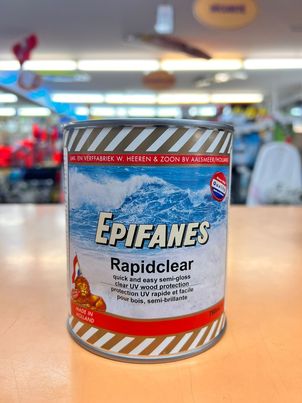 LAK- EN VERFFABRIEK W. HEEREN & ZOON BV AALSMEER/HOLLAND
EPIFANES
Rapidclear
quick and easy semi-gloss
clear UV wood protection
protection UV rapide et facile
pour bois, semi-brillante
MADE IN
HOLLAND